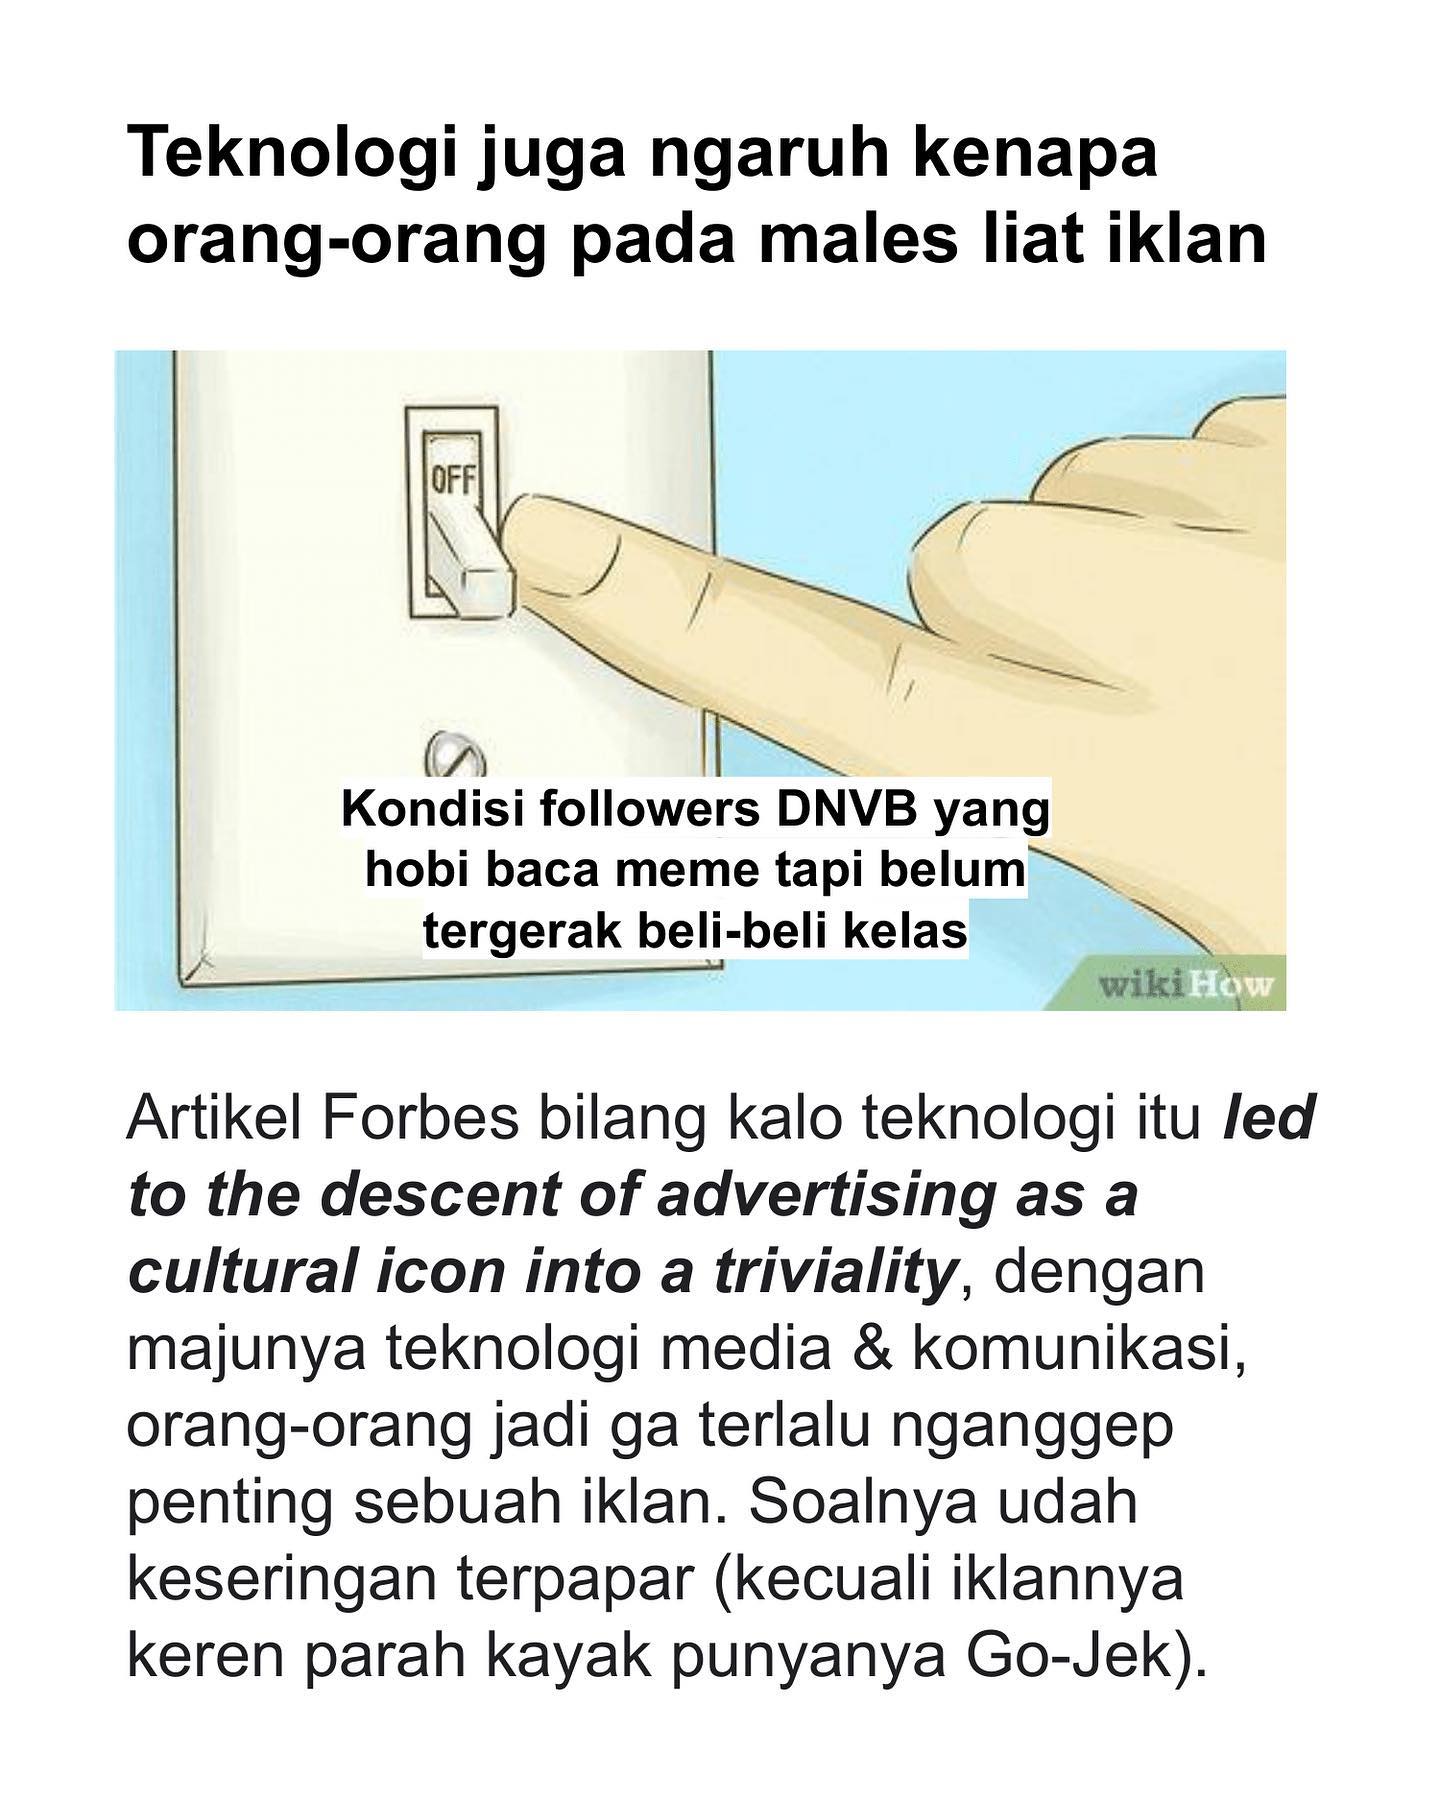 Teknologi juga ngaruh kenapa
orang-orang pada males liat iklan
OFF
Kondisi followers DNVB yang
hobi baca meme tapi belum
tergerak beli-beli kelas
wikiHow
Artikel Forbes bilang kalo teknologi itu led
to the descent of advertising as a
cultural icon into a triviality, dengan
majunya teknologi media & komunikasi,
orang-orang jadi ga terlalu nganggep
penting sebuah iklan. Soalnya udah
keseringan terpapar (kecuali iklannya
keren parah kayak punyanya Go-Jek).